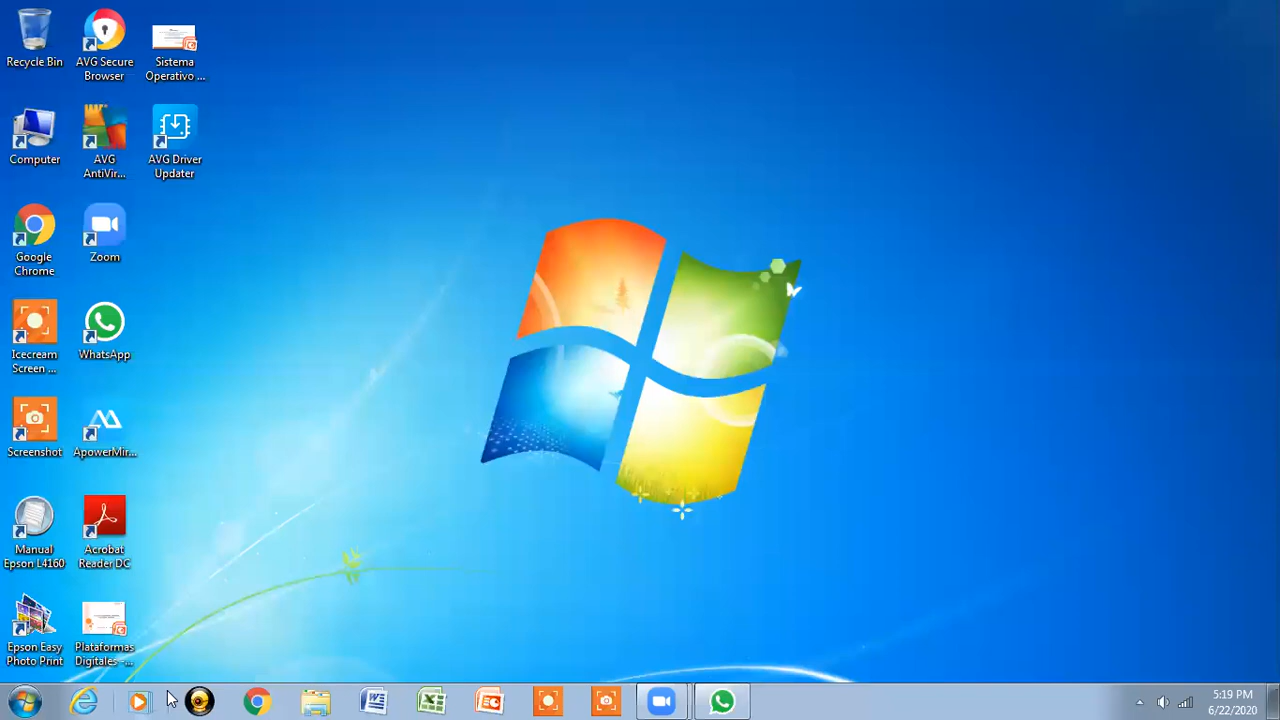 Recycle Bin
AVG Secure
Browser
Sistema
Operativo ...
Computer
AVG
AntiVir...
AVG Driver
Updater
Google
Chrome
Zoom
Icecream
Screen ...
WhatsApp
Screenshot
ApowerMir...
Manual
Epson L4160
Acrobat
Reader DC
Epson Easy
Photo Print
Plataformas
Digitales -...
5:19 PM
6/22/2020